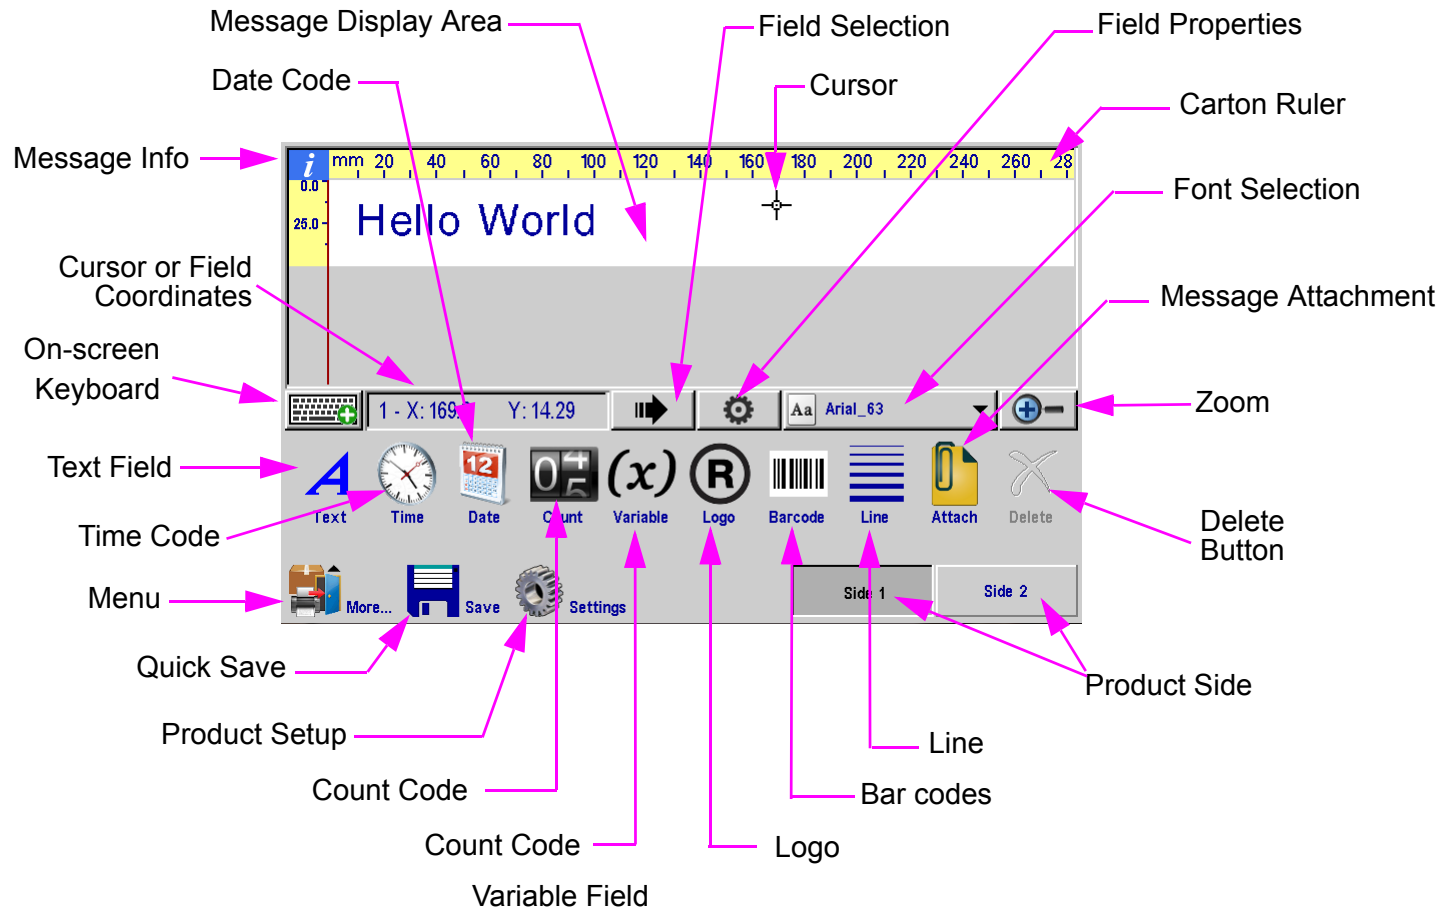 Message Display Area
Field Selection
Field Properties
Date Code
Cursor
Carton Ruler
Message Info
i mm 20 40 60 80 100 120 140 160 180 200 220 240 260 28
0.0
Font Selection
25.0
Hello World
Cursor or Field
Coordinates
Message Attachment
On-screen
Keyboard
1 - X: 169. Y: 14.29
Aa Arial_63
Zoom
Text Field
12
Text Time Date Count Variable Logo Barcode Line Attach Delete
(x)
R
Time Code
Delete
Button
Menu
More...
Save
Settings
Side 1
Side 2
Quick Save
Product Side
Product Setup
Line
Count Code
Bar codes
Count Code
Logo
Variable Field